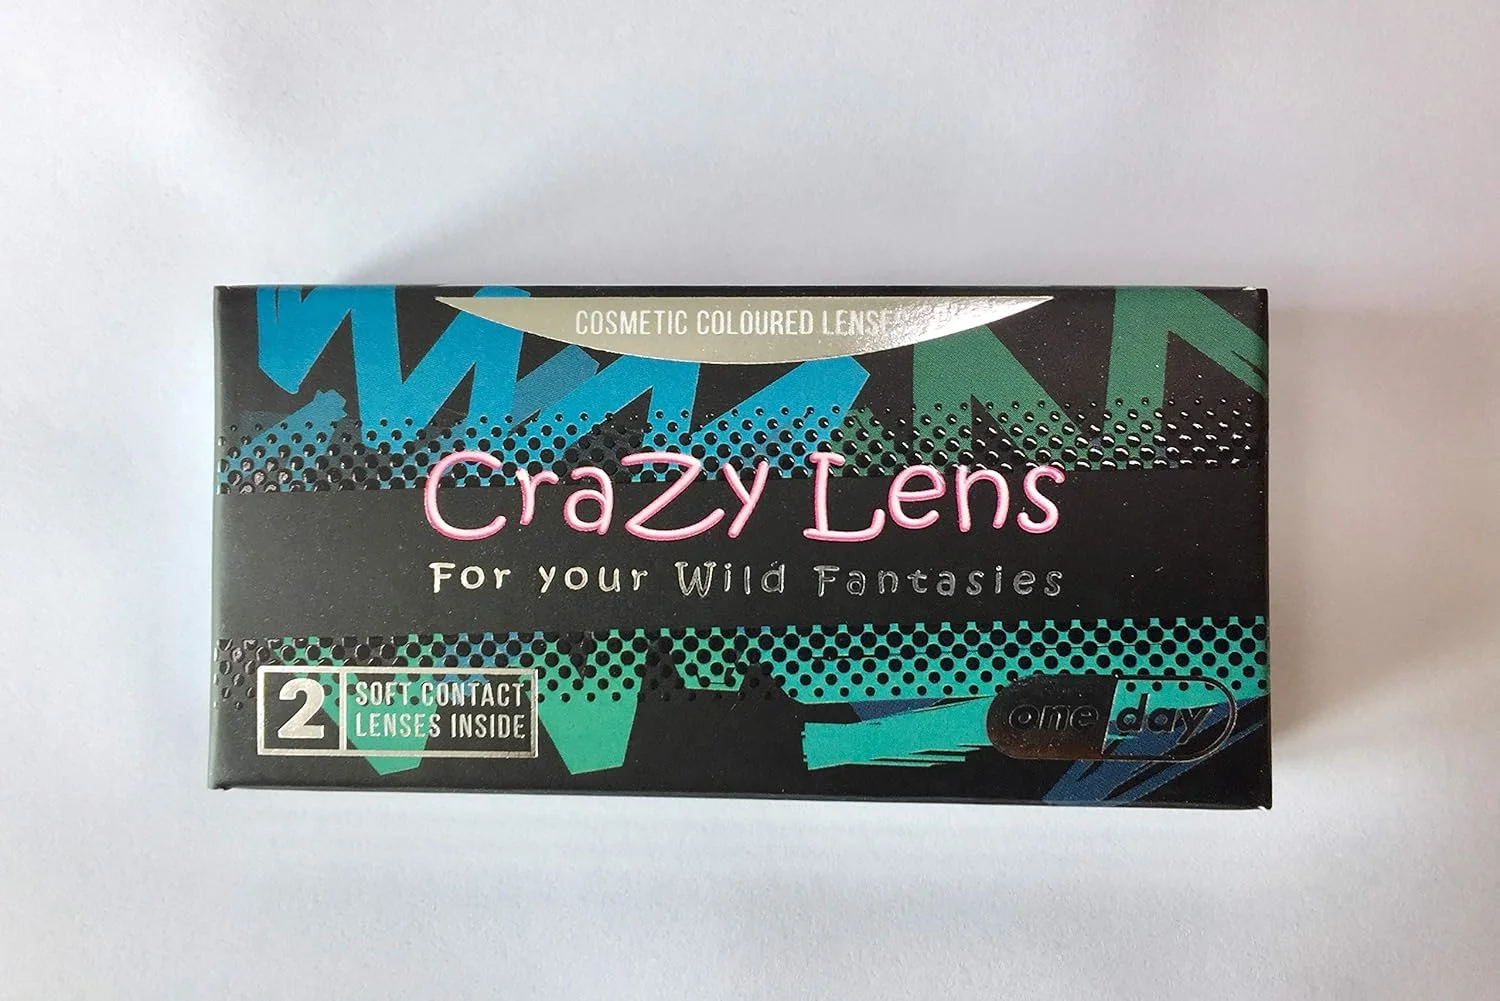 COSMETIC COLOURED LENSES
Crazy Lens
For your Wild Fantasies
2
SOFT CONTACT
LENSES INSIDE
one day